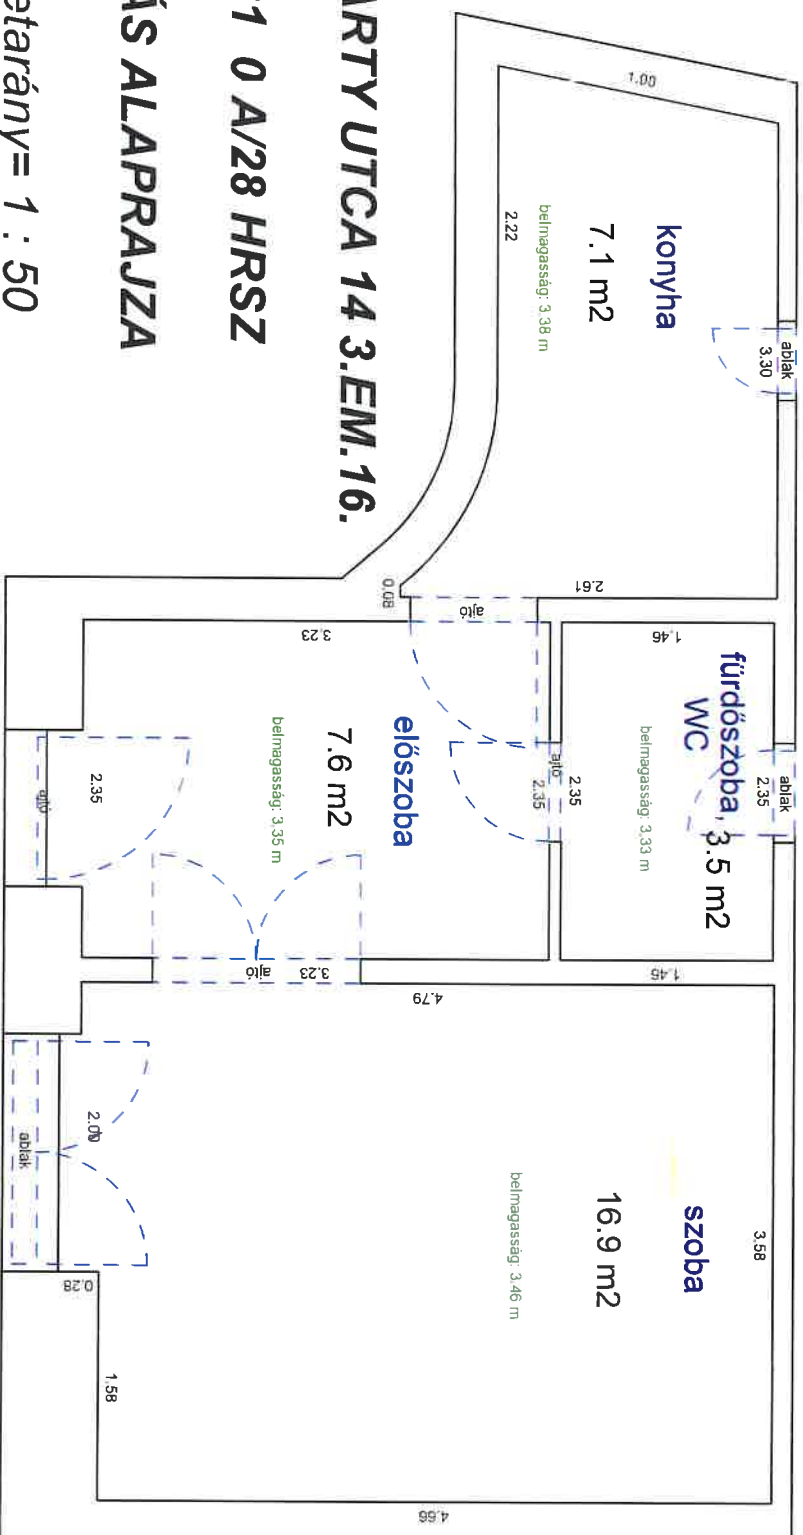 ARTY UTCA 14 3.EM.16.
1 0 A/28 HRSZ
ÁS ALAPRAJZA
etarány= 1 : 50
konyha
7.1 m2
belmagasság: 3.38 m
2.22
1.00
ablak
3.30
2.61
0.08
ajtó
fürdőszoba,
WC
3.5 m2
belmagasság: 3.33 m
1.46
1.45
ablak
2.35
2.35
ajtó
2.35
előszoba
7.6 m2
belmagasság: 3.35 m
3.23
2.35
ajtó
ajtó
3.23
szoba
16.9 m2
belmagasság: 3.46 m
4.79
3.58
2.00
ablak
0.28
1.58
4.66